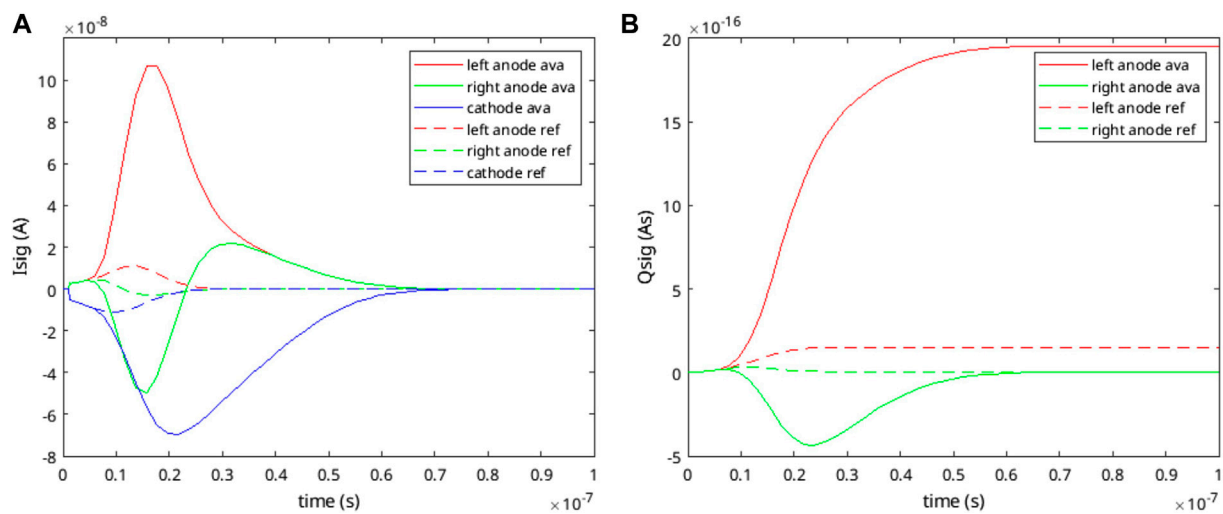 A
×10-8
10
8
6
4
2
0
-2
-4
-6
-8
Isig (A)
left anode ava
right anode ava
cathode ava
left anode ref
right anode ref
cathode ref
0 0.1 0.2 0.3 0.4 0.5 0.6 0.7 0.8 0.9 1
time (s)
×10-7
B
×10-16
20
15
10
5
0
-5
Qsig (As)
left anode ava
right anode ava
left anode ref
right anode ref
0 0.1 0.2 0.3 0.4 0.5 0.6 0.7 0.8 0.9 1
time (s)
×10-7